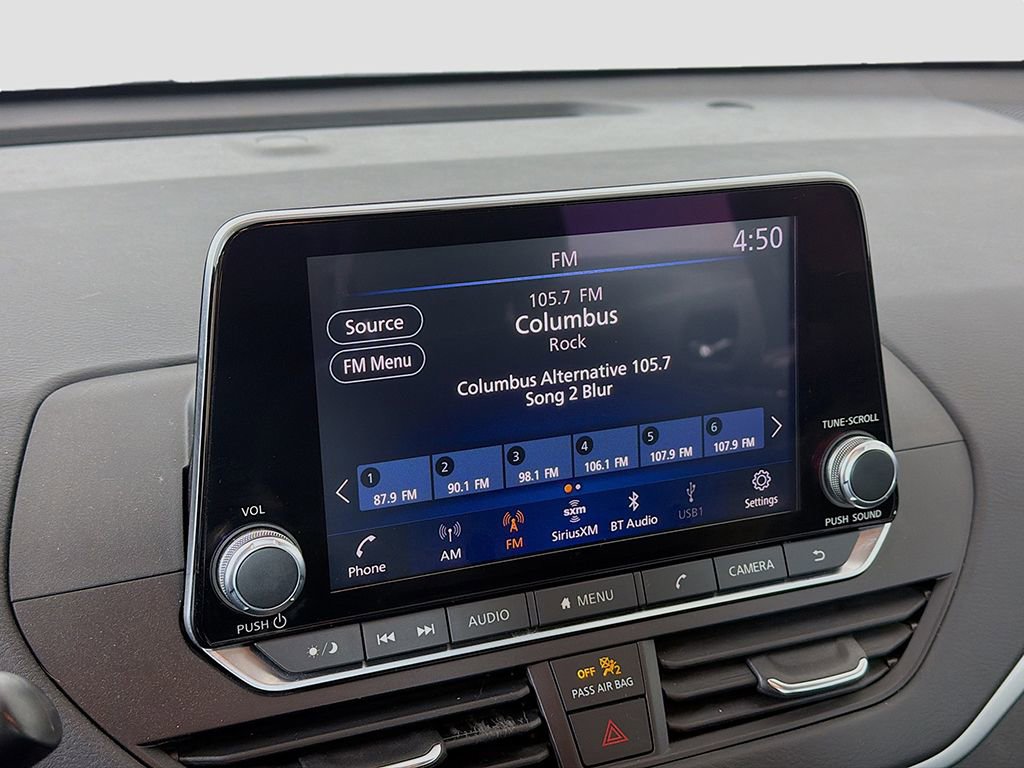 4:50
FM
105.7 FM
Source
Columbus
Rock
FM Menu
Columbus Alternative 105.7
Song 2 Blur
1 87.9 FM
2 90.1 FM
3 98.1 FM
4 106.1 FM
5 107.9 FM
6 107.9 FM
Phone
AM
FM
sxm
SiriusXM
BT Audio
USB1
Settings
VOL
PUSH
TUNE·SCROLL
PUSH SOUND
AUDIO
MENU
CAMERA
OFF 2
PASS AIR BAG